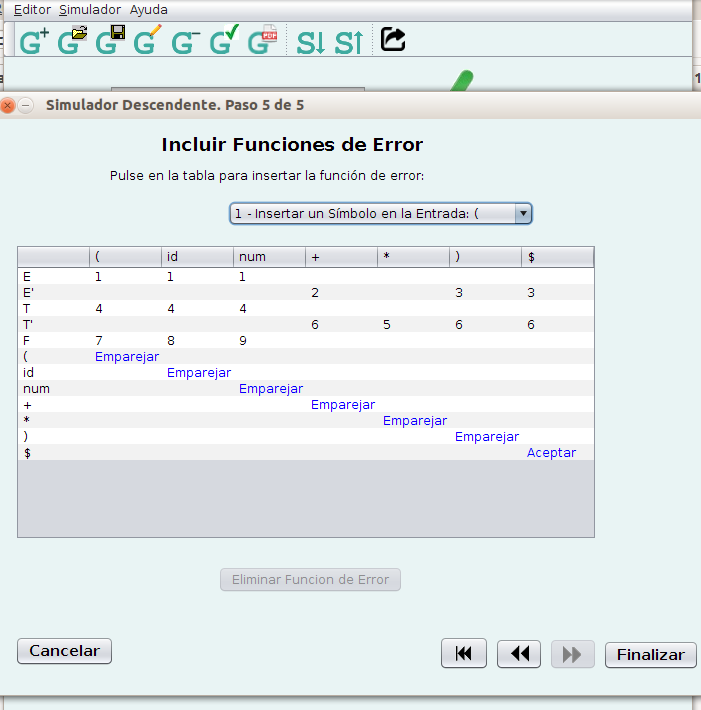 Editor Simulador Ayuda
G+ G G G G- G G PDF S↓ S↑
Simulador Descendente. Paso 5 de 5
Incluir Funciones de Error
Pulse en la tabla para insertar la función de error:
1 - Insertar un Símbolo en la Entrada: (
( id num + * ) $
E 1 1 1
E' 2 3 3
T 4 4 4
T' 6 5 6 6
F 7 8 9
( Emparejar
id Emparejar
num Emparejar
+ Emparejar
* Emparejar
) Emparejar
$ Aceptar
Eliminar Funcion de Error
Cancelar Finalizar